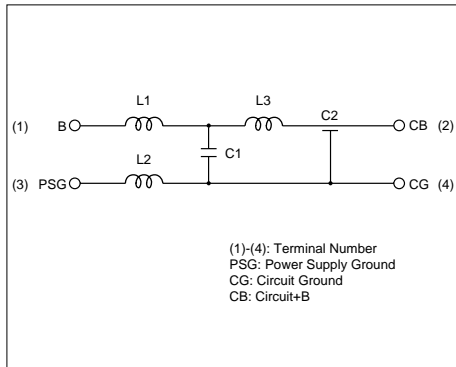 L1 L3
(1) B C2 CB (2)
C1
L2
(3) PSG CG (4)
(1)-(4): Terminal Number
PSG: Power Supply Ground
CG: Circuit Ground
CB: Circuit+B